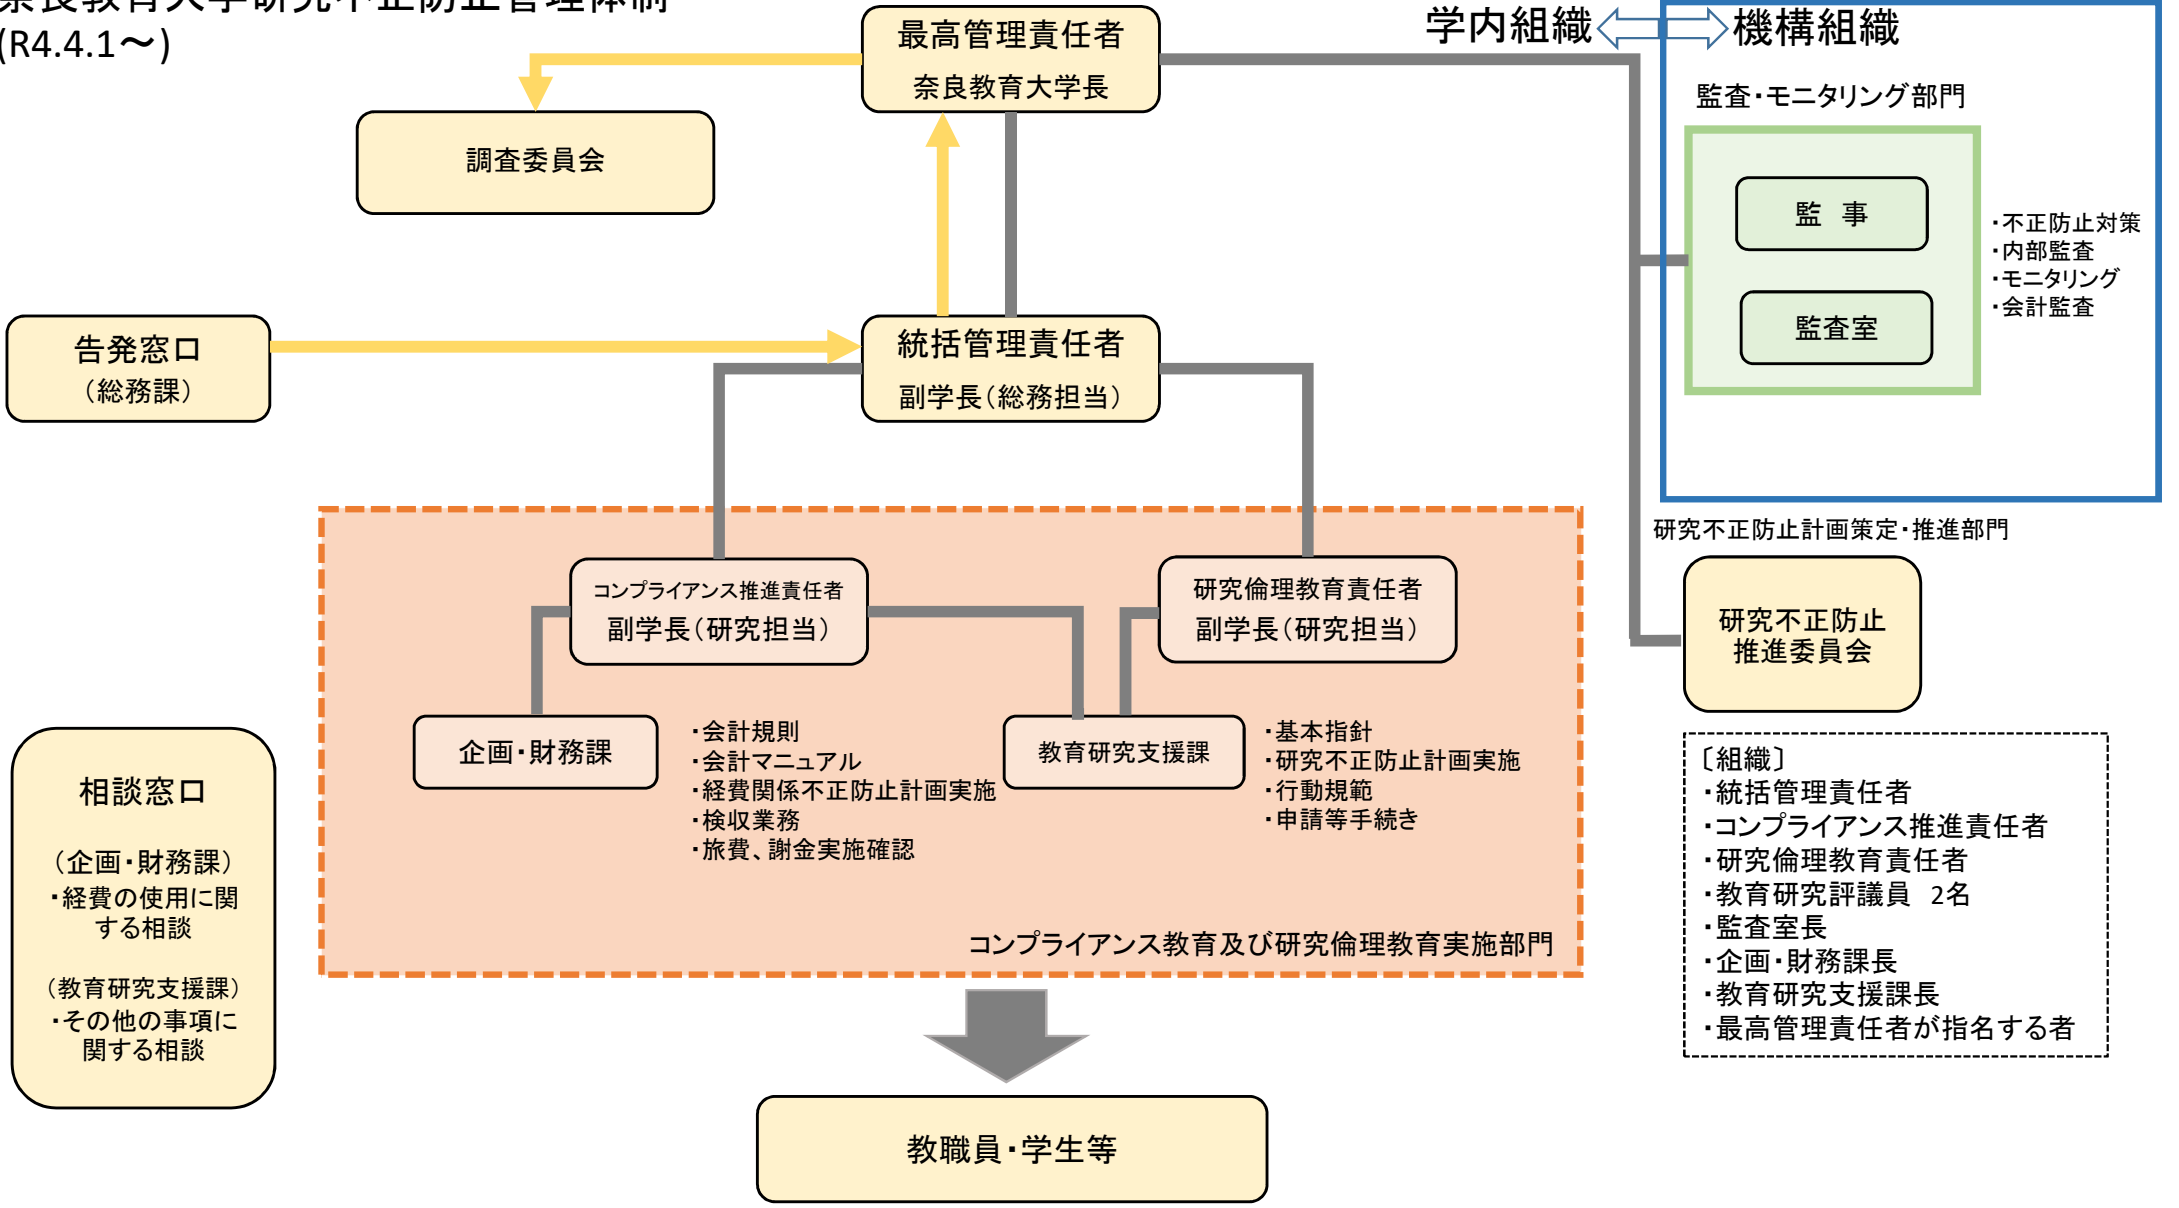 奈良教育大学研究不正防止管理体制
(R4.4.1～)
最高管理責任者
奈良教育大学長
学内組織
機構組織
監査・モニタリング部門
調査委員会
監　事
監査室
・不正防止対策
・内部監査
・モニタリング
・会計監査
告発窓口
（総務課）
統括管理責任者
副学長（総務担当）
研究不正防止計画策定・推進部門
コンプライアンス推進責任者
副学長（研究担当）
研究倫理教育責任者
副学長（研究担当）
研究不正防止
推進委員会
企画・財務課
・会計規則
・会計マニュアル
・経費関係不正防止計画実施
・検収業務
・旅費、謝金実施確認
教育研究支援課
・基本指針
・研究不正防止計画実施
・行動規範
・申請等手続き
コンプライアンス教育及び研究倫理教育実施部門
〔組織〕
・統括管理責任者
・コンプライアンス推進責任者
・研究倫理教育責任者
・教育研究評議員　2名
・監査室長
・企画・財務課長
・教育研究支援課長
・最高管理責任者が指名する者
相談窓口
（企画・財務課）
・経費の使用に関
する相談
（教育研究支援課）
・その他の事項に
関する相談
教職員・学生等